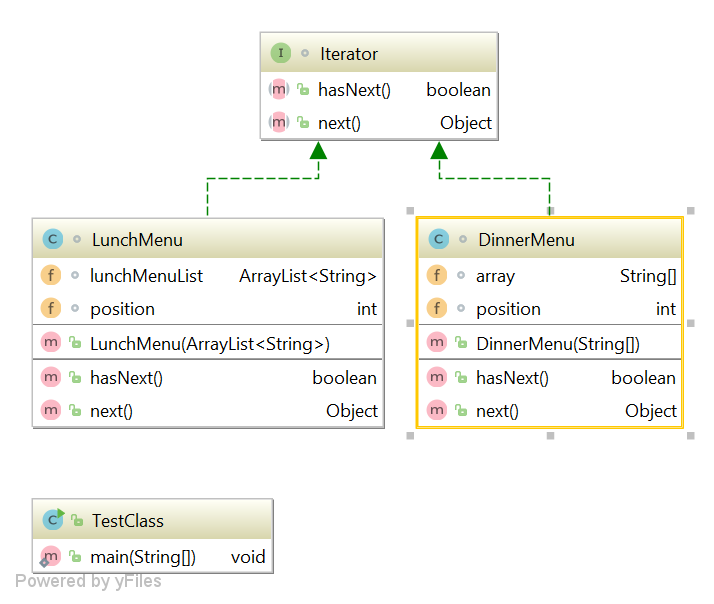 I Iterator
m hasNext() boolean
m next() Object
C LunchMenu
f lunchMenuList ArrayList<String>
f position int
m LunchMenu(ArrayList<String>)
m hasNext() boolean
m next() Object
C DinnerMenu
f array String[]
f position int
m DinnerMenu(String[])
m hasNext() boolean
m next() Object
C TestClass
m main(String[]) void
Powered by yFiles